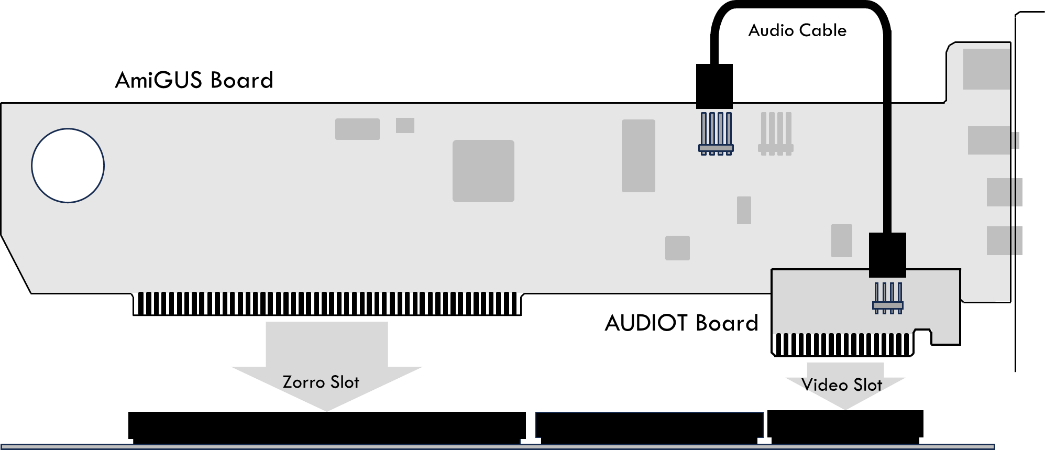 Audio Cable
AmiGUS Board
AUDIOT Board
Zorro Slot
Video Slot